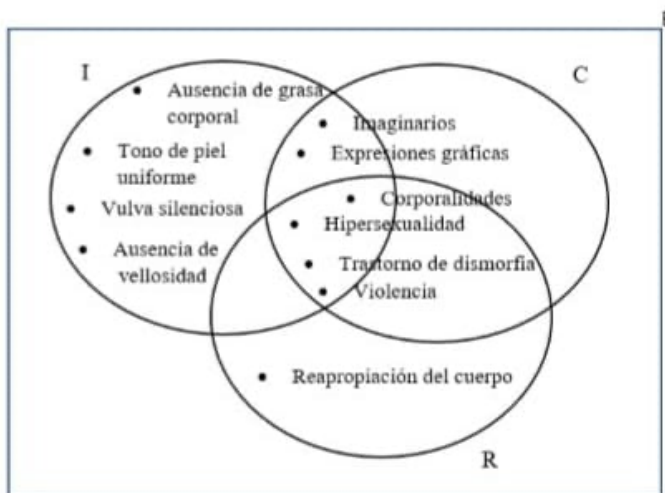 I
C
• Ausencia de grasa
corporal
• Tono de piel
uniforme
• Vulva silenciosa
• Ausencia de
vellosidad
• Imaginarios
• Expresiones gráficas
• Corporalidades
• Hipersexualidad
• Trastorno de dismorfia
• Violencia
• Reapropiación del cuerpo
R